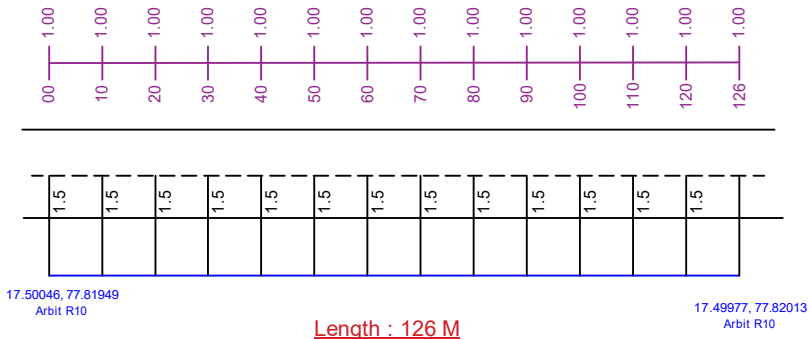 1.00 1.00 1.00 1.00 1.00 1.00 1.00 1.00 1.00 1.00 1.00 1.00 1.00 1.00
00 10 20 30 40 50 60 70 80 90 100 110 120 126
1.5 1.5 1.5 1.5 1.5 1.5 1.5 1.5 1.5 1.5 1.5 1.5 1.5
17.50046, 77.81949
Arbit R10
17.49977, 77.82013
Arbit R10
Length : 126 M